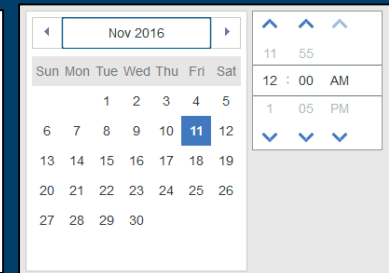 Nov 2016
Sun Mon Tue Wed Thu Fri Sat
1 2 3 4 5
6 7 8 9 10 11 12
13 14 15 16 17 18 19
20 21 22 23 24 25 26
27 28 29 30
11 55
12 : 00 AM
1 05 PM